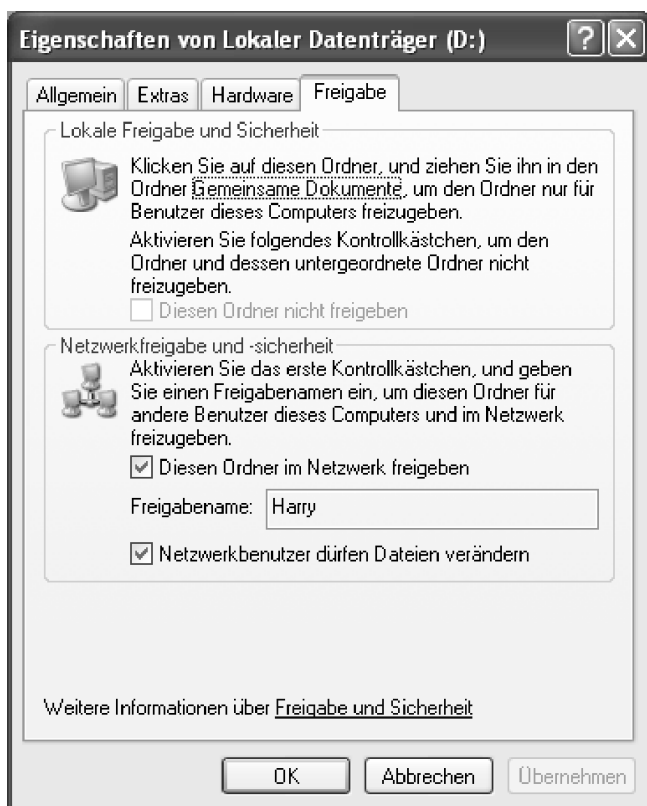 Eigenschaften von Lokaler Datenträger (D:)
Allgemein Extras Hardware Freigabe
Lokale Freigabe und Sicherheit
Klicken Sie auf diesen Ordner, und ziehen Sie ihn in den
Ordner Gemeinsame Dokumente, um den Ordner nur für
Benutzer dieses Computers freizugeben.
Aktivieren Sie folgendes Kontrollkästchen, um den
Ordner und dessen untergeordnete Ordner nicht
freizugeben.
Diesen Ordner nicht freigeben
Netzwerkfreigabe und -sicherheit
Aktivieren Sie das erste Kontrollkästchen, und geben
Sie einen Freigabenamen ein, um diesen Ordner für
andere Benutzer dieses Computers und im Netzwerk
freizugeben.
Diesen Ordner im Netzwerk freigeben
Freigabename: Harry
Netzwerkbenutzer dürfen Dateien verändern
Weitere Informationen über Freigabe und Sicherheit
OK Abbrechen Übernehmen